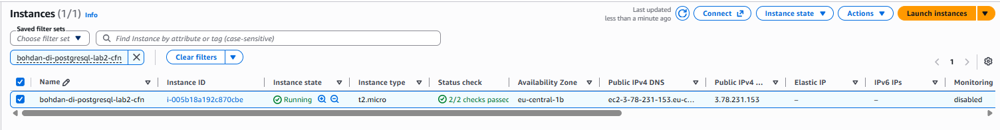 Instances (1/1) Info
Last updated
less than a minute ago
Connect
Instance state
Actions
Launch instances
Saved filter sets
Choose filter set
Find Instance by attribute or tag (case-sensitive)
bohdan-di-postgresql-lab2-cfn
Clear filters
1
Name Instance ID Instance state Instance type Status check Availability Zone Public IPv4 DNS Public IPv4 ... Elastic IP IPv6 IPs Monitoring
bohdan-di-postgresql-lab2-cfn i-005b18a192c870cbe Running t2.micro 2/2 checks passed eu-central-1b ec2-3-78-231-153.eu-c... 3.78.231.153 – – disabled